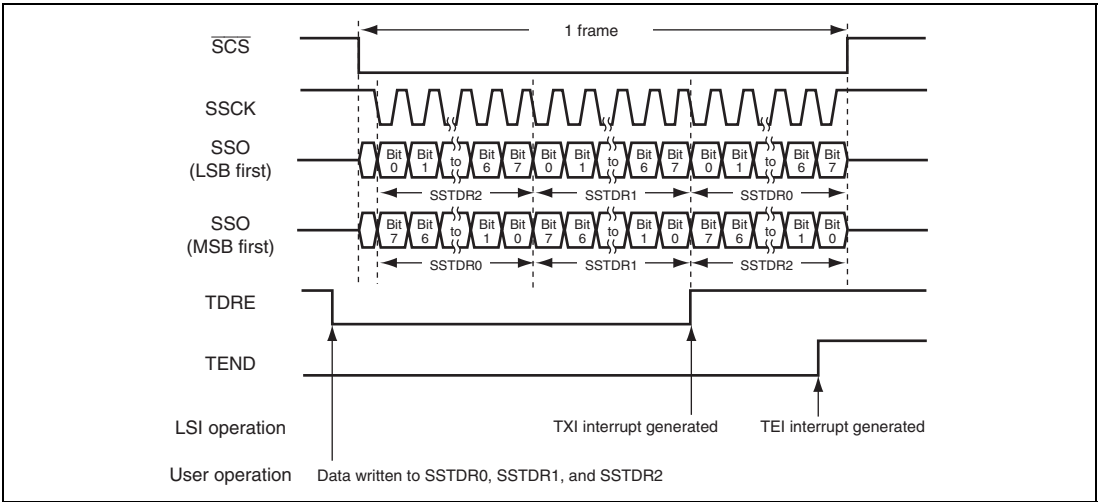 1 frame
SCS
SSCK
SSO
(LSB first)
Bit 0 Bit 1 to Bit 6 Bit 7 Bit 0 Bit 1 to Bit 6 Bit 7 Bit 0 Bit 1 to Bit 6 Bit 7
SSTDR2 SSTDR1 SSTDR0
SSO
(MSB first)
Bit 7 Bit 6 to Bit 1 Bit 0 Bit 7 Bit 6 to Bit 1 Bit 0 Bit 7 Bit 6 to Bit 1 Bit 0
SSTDR0 SSTDR1 SSTDR2
TDRE
TEND
LSI operation TXI interrupt generated TEI interrupt generated
User operation Data written to SSTDR0, SSTDR1, and SSTDR2